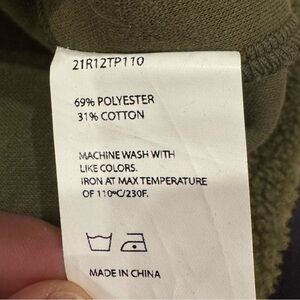 21R12TP110
69% POLYESTER
31% COTTON
MACHINE WASH WITH
LIKE COLORS.
IRON AT MAX TEMPERATURE
OF 110ºC/230F.
MADE IN CHINA